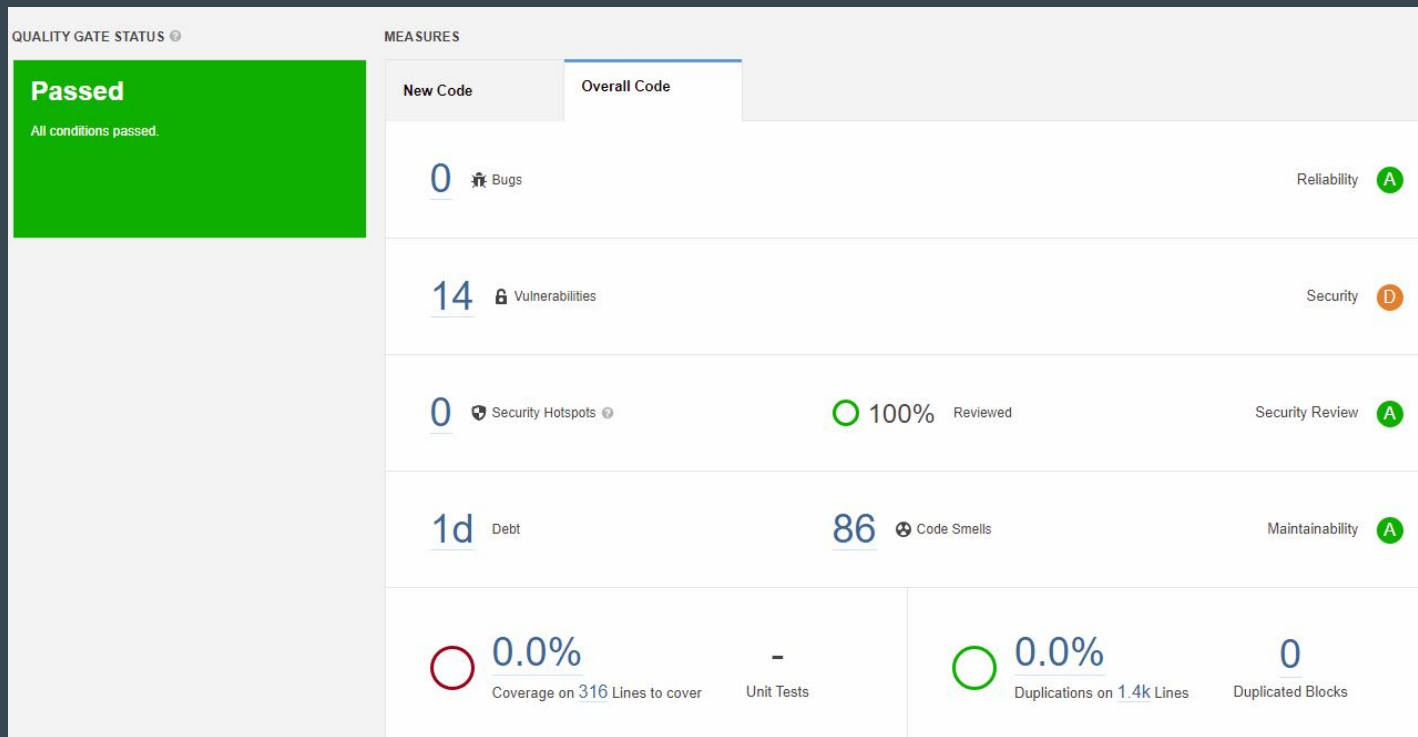 QUALITY GATE STATUS
MEASURES
Passed
All conditions passed.
New Code
Overall Code
0 Bugs
Reliability A
14 Vulnerabilities
Security D
0 Security Hotspots
100% Reviewed
Security Review A
1d Debt
86 Code Smells
Maintainability A
0.0%
Coverage on 316 Lines to cover
-
Unit Tests
0.0%
Duplications on 1.4k Lines
0
Duplicated Blocks